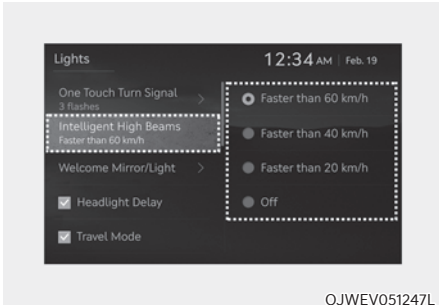 Lights
12:34 AM | Feb. 19
One Touch Turn Signal
3 flashes
Intelligent High Beams
Faster than 60 km/h
Welcome Mirror/Light
Headlight Delay
Travel Mode
Faster than 60 km/h
Faster than 40 km/h
Faster than 20 km/h
Off
OJWEV051247L